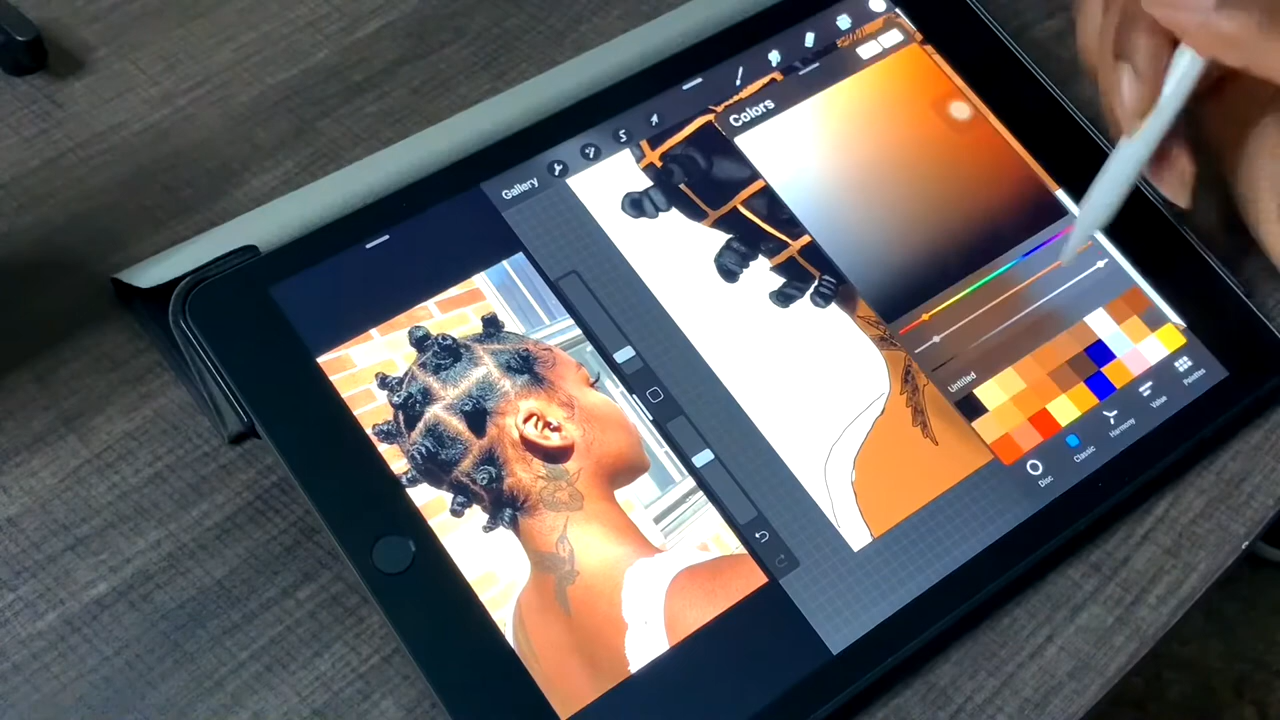 Gallery
Colors
Untitled
Disc
Classic
Harmony
Value
Palettes